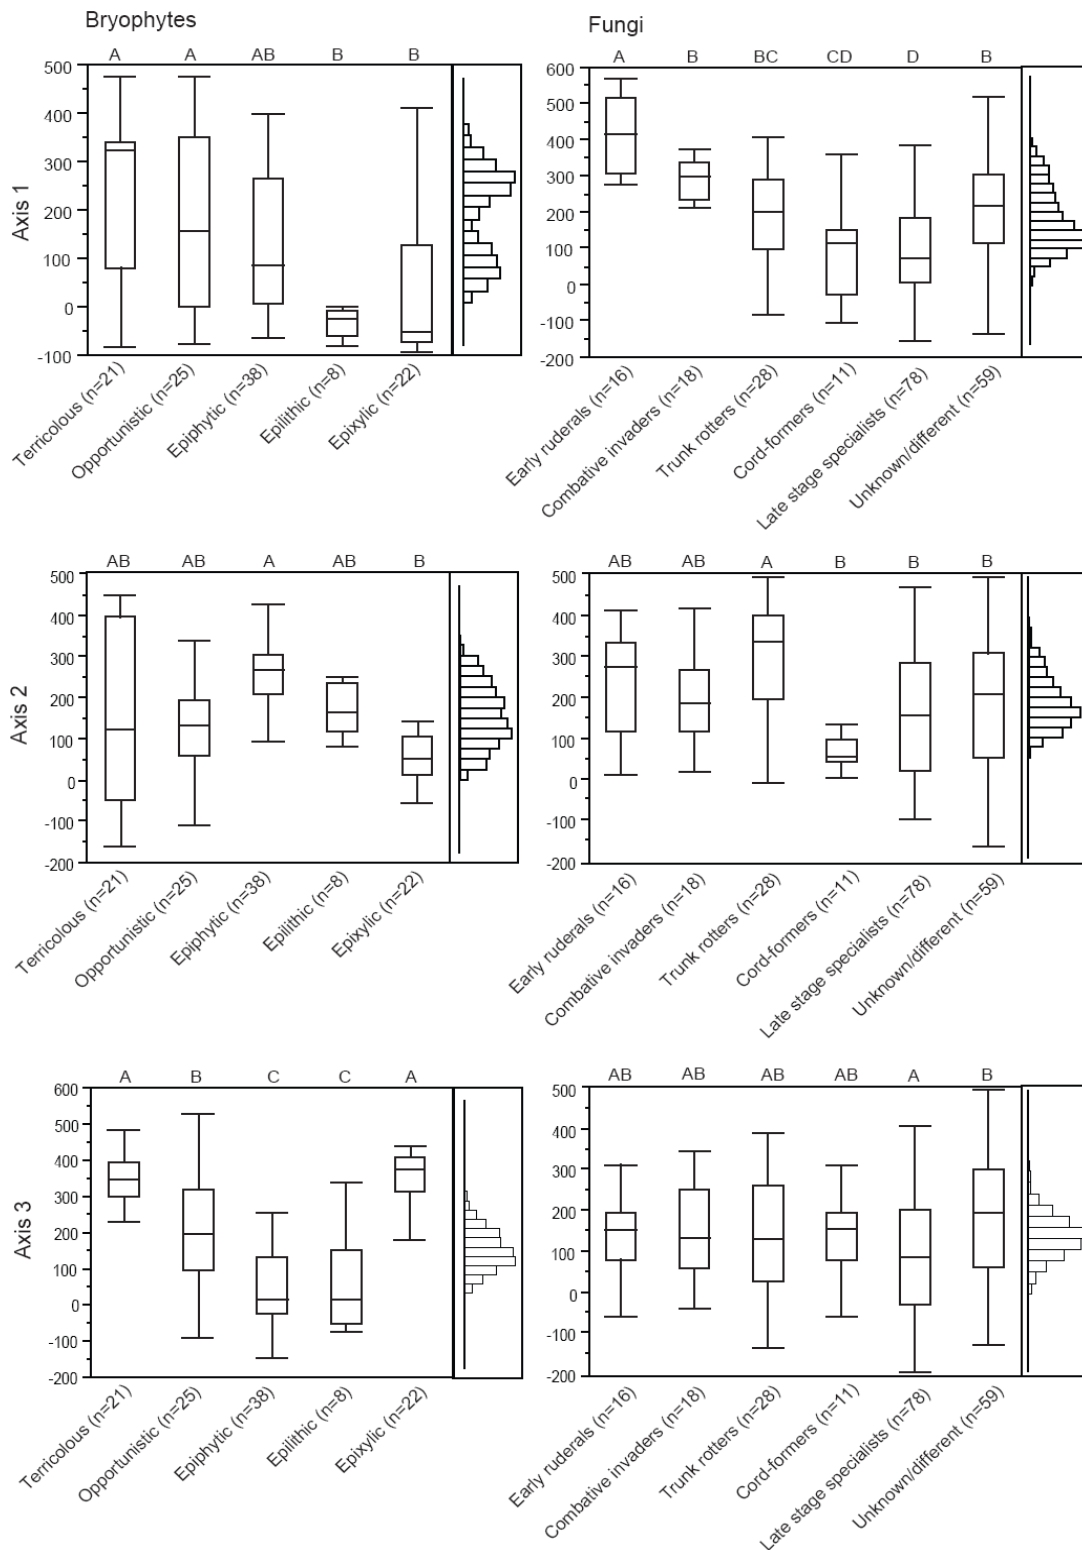 Bryophytes
A A AB B B
Axis 1
500
400
300
200
100
0
-100
Terricolous (n=21)
Opportunistic (n=25)
Epiphytic (n=38)
Epilithic (n=8)
Epixylic (n=22)
Fungi
A B BC CD D B
600
500
400
300
200
100
0
-100
-200
Early ruderals (n=16)
Combative invaders (n=18)
Trunk rotters (n=28)
Cord-formers (n=11)
Late stage specialists (n=78)
Unknown/different (n=59)
AB AB A AB B
Axis 2
500
400
300
200
100
0
-100
-200
Terricolous (n=21)
Opportunistic (n=25)
Epiphytic (n=38)
Epilithic (n=8)
Epixylic (n=22)
AB AB A B B B
500
400
300
200
100
0
-100
-200
Early ruderals (n=16)
Combative invaders (n=18)
Trunk rotters (n=28)
Cord-formers (n=11)
Late stage specialists (n=78)
Unknown/different (n=59)
A B C C A
Axis 3
600
500
400
300
200
100
0
-100
-200
Terricolous (n=21)
Opportunistic (n=25)
Epiphytic (n=38)
Epilithic (n=8)
Epixylic (n=22)
AB AB AB AB A B
500
400
300
200
100
0
-100
-200
Early ruderals (n=16)
Combative invaders (n=18)
Trunk rotters (n=28)
Cord-formers (n=11)
Late stage specialists (n=78)
Unknown/different (n=59)